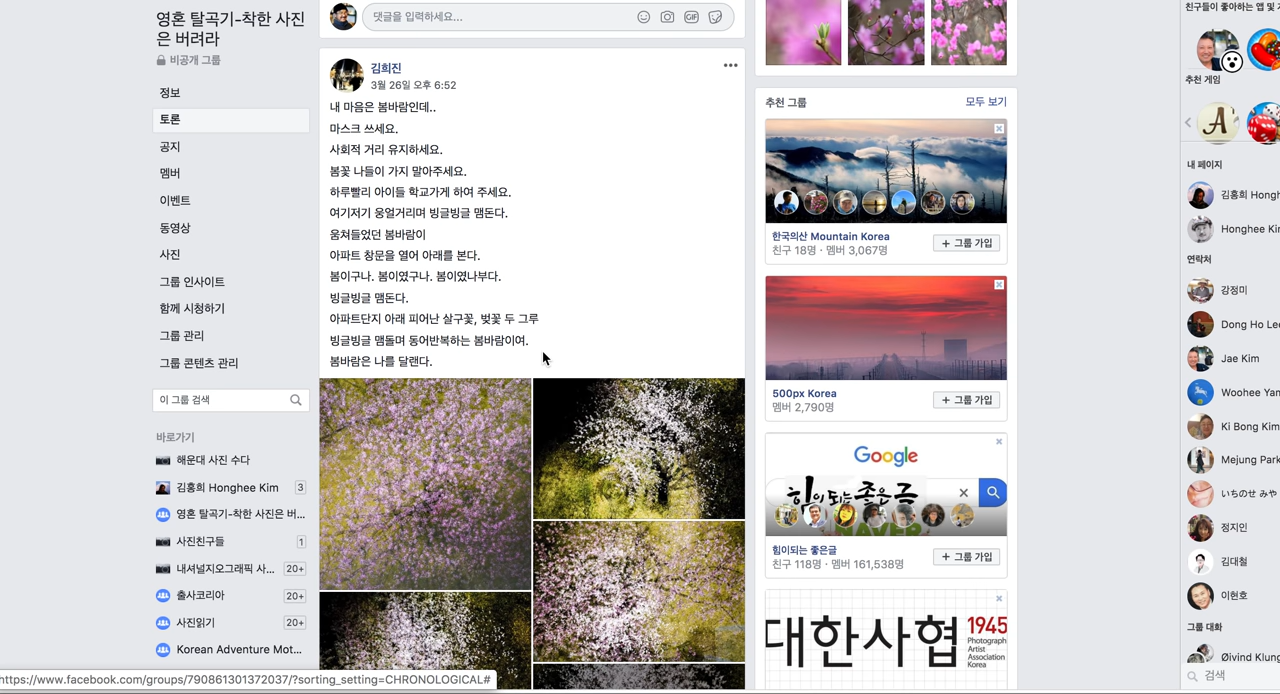 영혼 탈곡기-착한 사진
은 버려라
비공개 그룹
정보
토론
공지
멤버
이벤트
동영상
사진
그룹 인사이트
함께 시청하기
그룹 관리
그룹 콘텐츠 관리
이 그룹 검색
바로가기
해운대 사진 수다
김홍희 Honghee Kim 3
영혼 탈곡기-착한 사진은 버...
사진친구들 1
내셔널지오그래픽 사... 20+
출사코리아 20+
사진읽기 20+
Korean Adventure Mot...
https://www.facebook.com/groups/790861301372037/?sorting_setting=CHRONOLOGICAL#
댓글을 입력하세요...
GIF
김희진
3월 26일 오후 6:52
내 마음은 봄바람인데..
마스크 쓰세요.
사회적 거리 유지하세요.
봄꽃 나들이 가지 말아주세요.
하루빨리 아이들 학교가게 하여 주세요.
여기저기 웅얼거리며 빙글빙글 맴돈다.
움쳐들었던 봄바람이
아파트 창문을 열어 아래를 본다.
봄이구나. 봄이였구나. 봄이였나부다.
빙글빙글 맴돈다.
아파트단지 아래 피어난 살구꽃, 벚꽃 두 그루
빙글빙글 맴돌며 동어반복하는 봄바람이여.
봄바람은 나를 달랜다.
추천 그룹
모두 보기
한국의산 Mountain Korea
친구 18명 · 멤버 3,067명
+ 그룹 가입
500px Korea
멤버 2,790명
+ 그룹 가입
Google
힘이되는 좋은글
힘이되는 좋은글
친구 118명 · 멤버 161,538명
+ 그룹 가입
대한사협
1945
Photograph
Artist
Association
Korea
친구들이 좋아하는 앱 및
추천 게임
A
내 페이지
김홍희 Hongh
Honghee Kin
연락처
강정미
Dong Ho Le
Jae Kim
Woohee Yan
Ki Bong Kim
Mejung Park
いちのせ みや
정지인
김대철
이현호
그룹 대화
Øivind Klung
검색